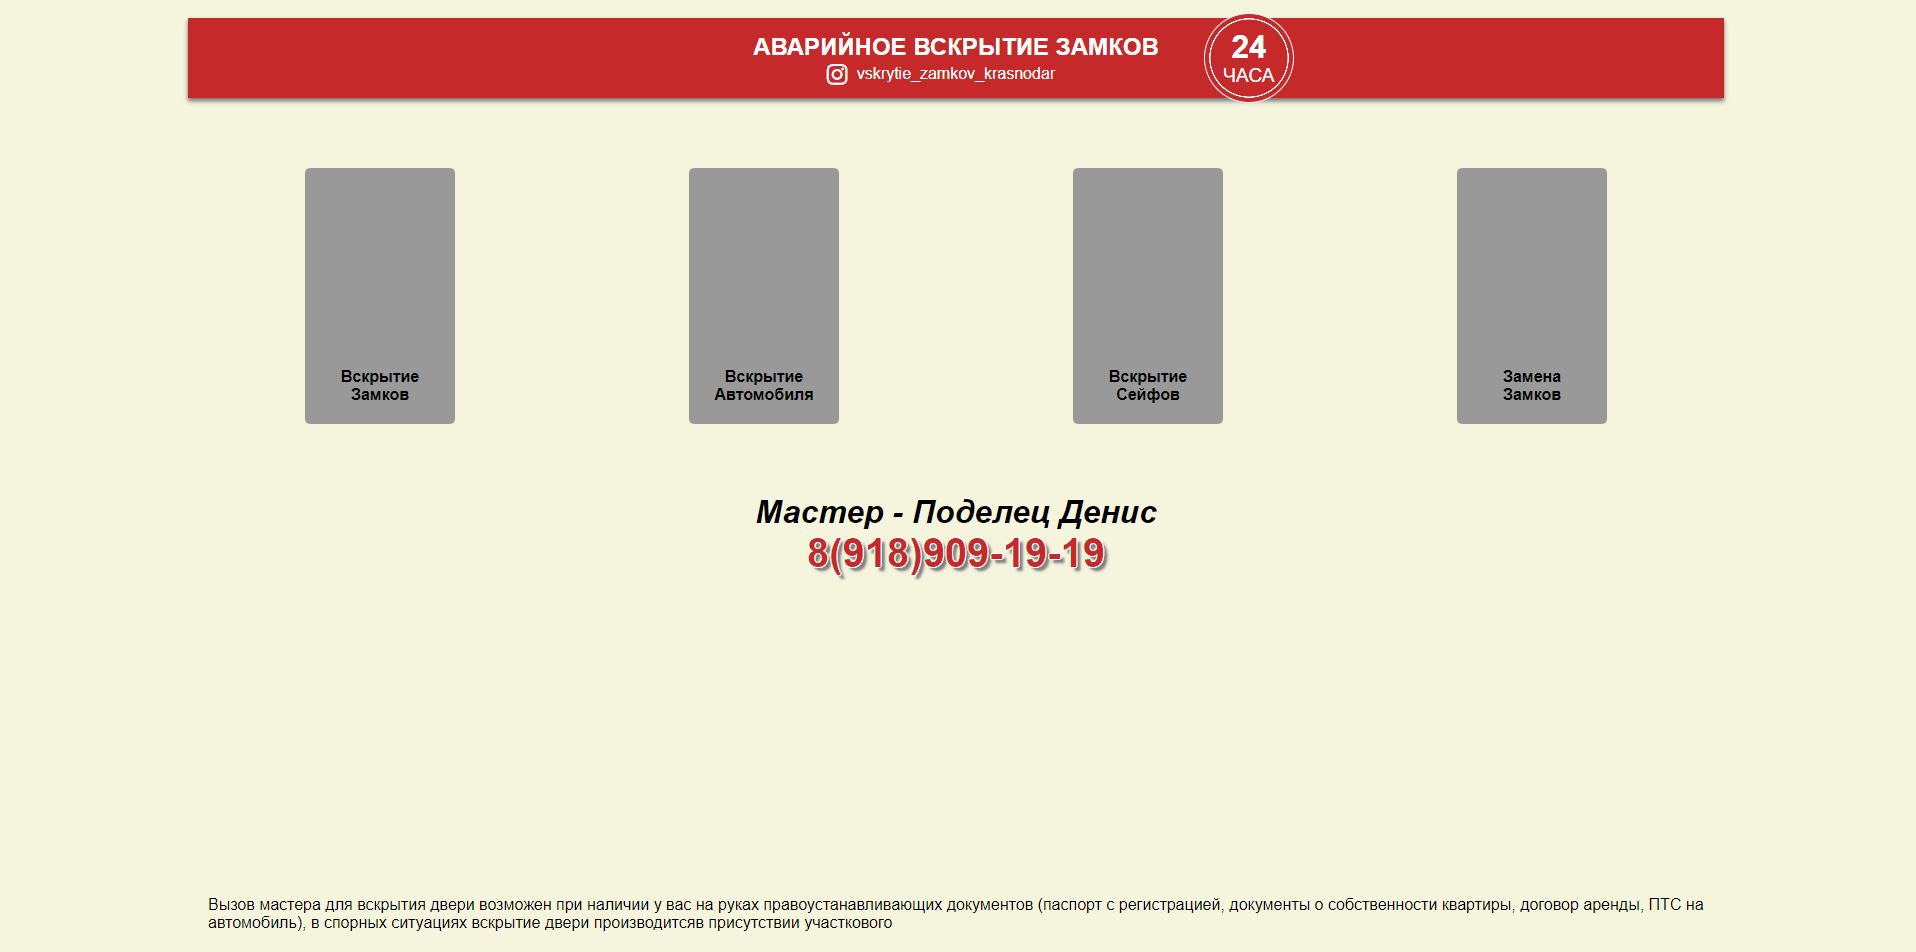 АВАРИЙНОЕ ВСКРЫТИЕ ЗАМКОВ
vskrytie_zamkov_krasnodar
24
ЧАСА
Вскрытие
Замков
Вскрытие
Автомобиля
Вскрытие
Сейфов
Замена
Замков
Мастер - Поделец Денис
8(918)909-19-19
Вызов мастера для вскрытия двери возможен при наличии у вас на руках правоустанавливающих документов (паспорт с регистрацией, документы о собственности квартиры, договор аренды, ПТС на
автомобиль), в спорных ситуациях вскрытие двери производитсяв присутствии участкового